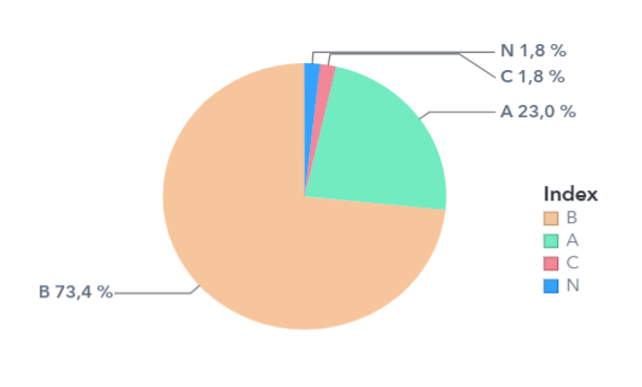 N 1,8 %
C 1,8 %
A 23,0 %
B 73,4 %
Index
B
A
C
N